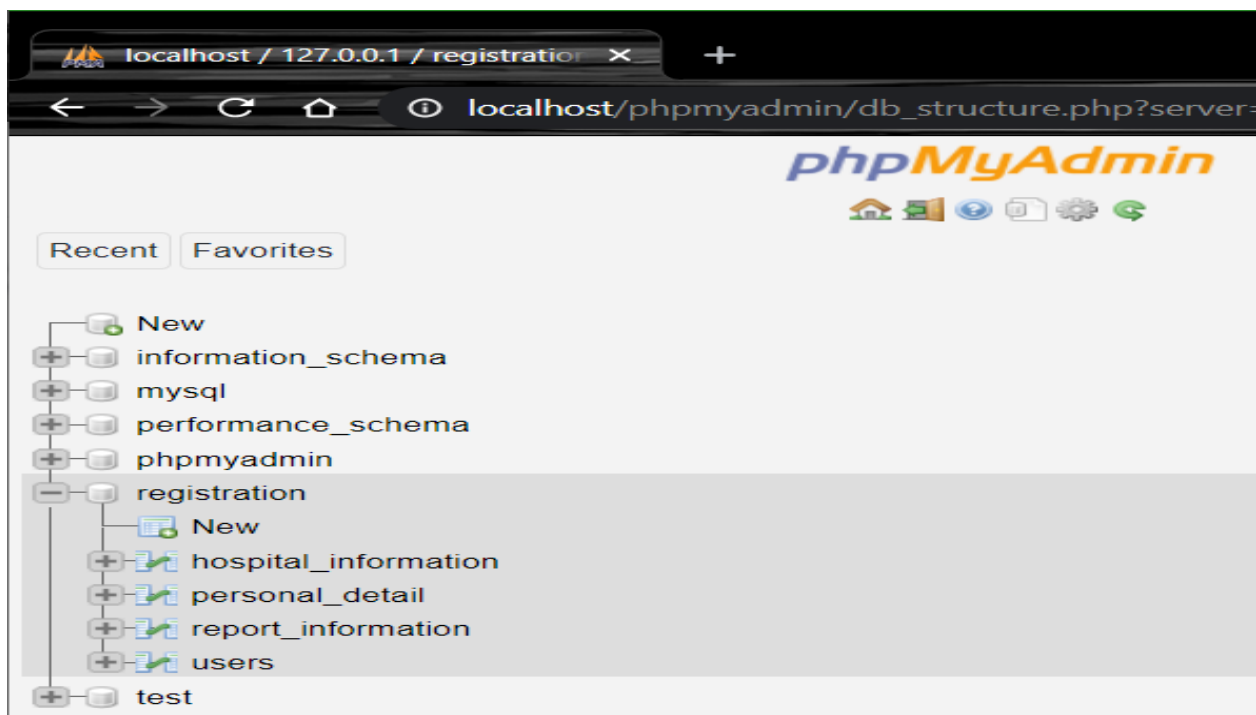 localhost / 127.0.0.1 / registration
localhost/phpmyadmin/db_structure.php?server=
phpMyAdmin
Recent Favorites
New
information_schema
mysql
performance_schema
phpmyadmin
registration
New
hospital_information
personal_detail
report_information
users
test